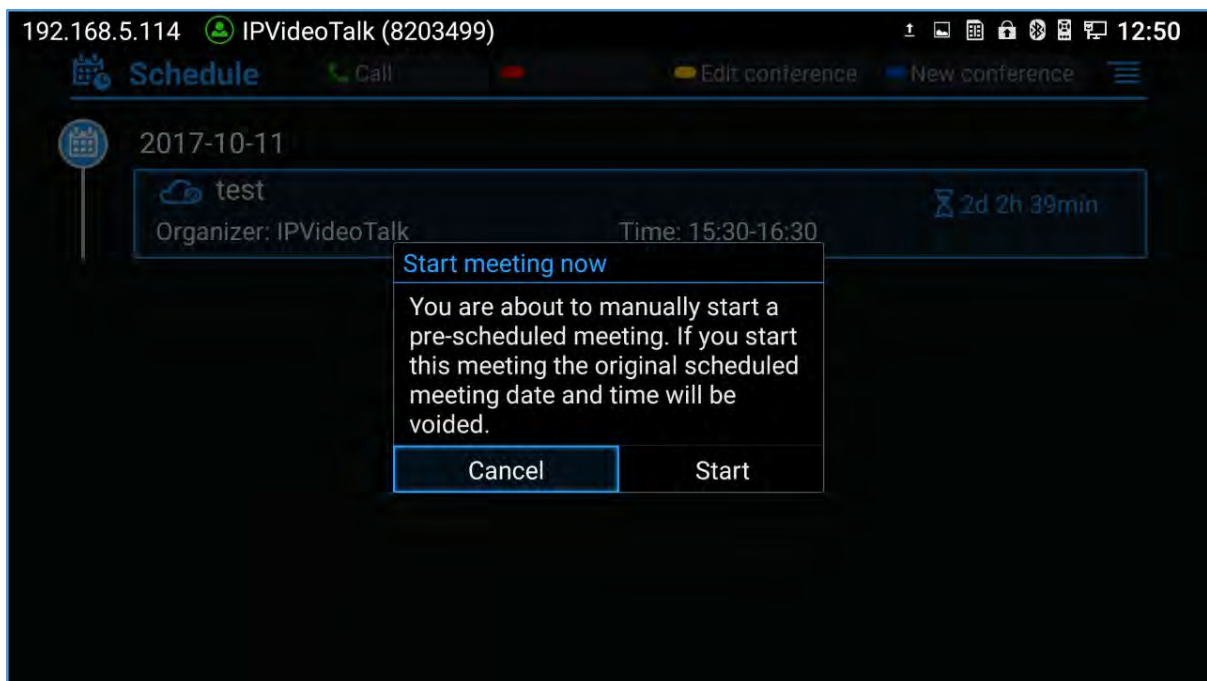 192.168.5.114 IPVideoTalk (8203499) 12:50
Schedule Call Edit conference New conference
2017-10-11
test 2d 2h 39min
Organizer: IPVideoTalk Time: 15:30-16:30
Start meeting now
You are about to manually start a
pre-scheduled meeting. If you start
this meeting the original scheduled
meeting date and time will be
voided.
Cancel Start